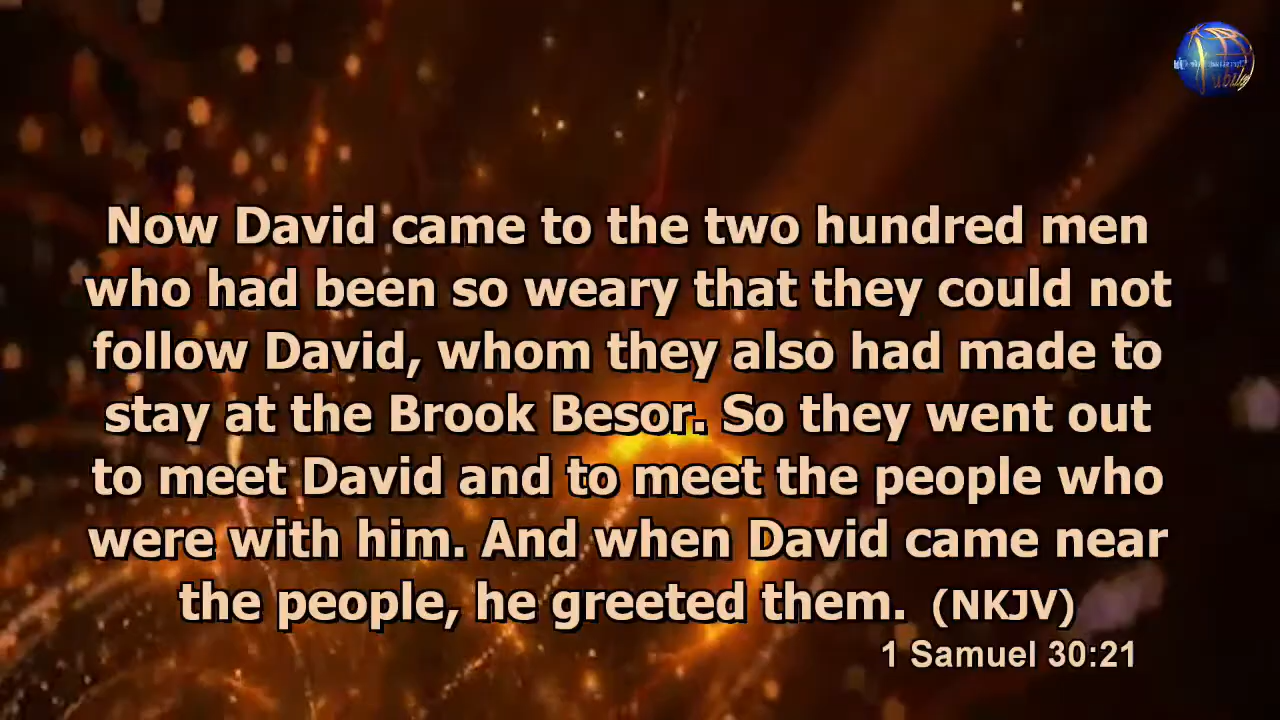 Now David came to the two hundred men
who had been so weary that they could not
follow David, whom they also had made to
stay at the Brook Besor. So they went out
to meet David and to meet the people who
were with him. And when David came near
the people, he greeted them. (NKJV)
1 Samuel 30:21